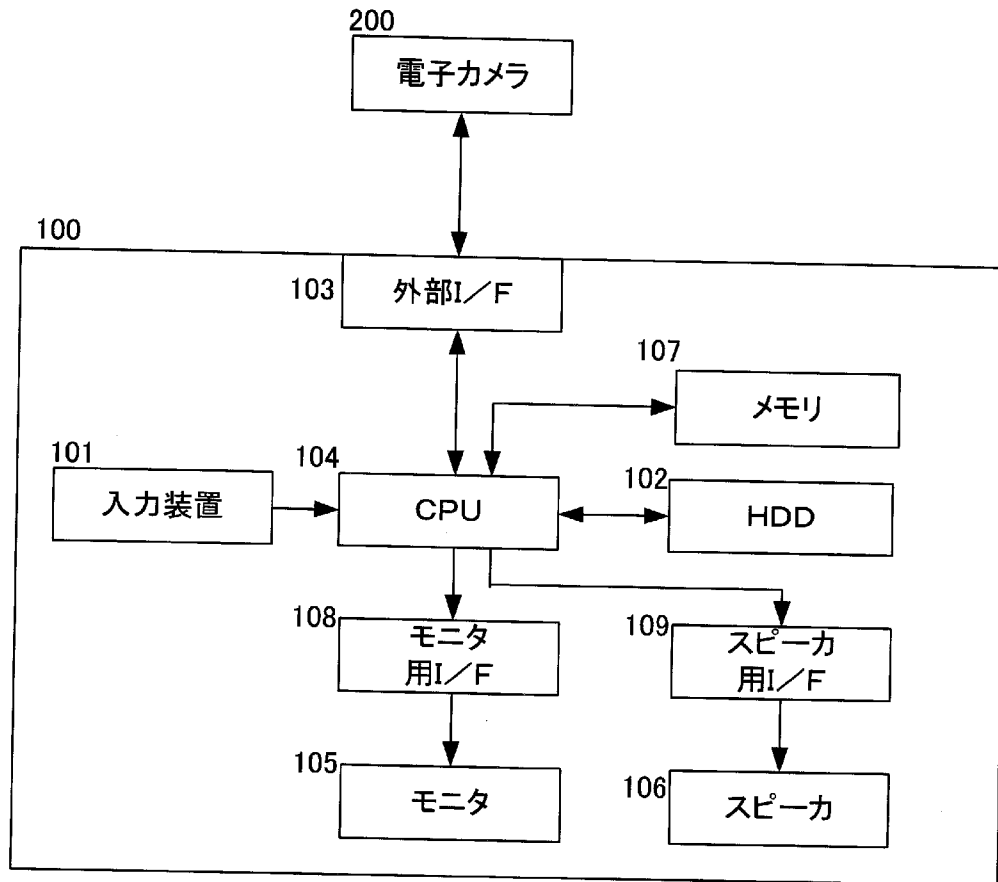 200
電子カメラ
100
103
外部I／F
107
メモリ
101
入力装置
104
CPU
102
HDD
108
モニタ
用I／F
109
スピーカ
用I／F
105
モニタ
106
スピーカ